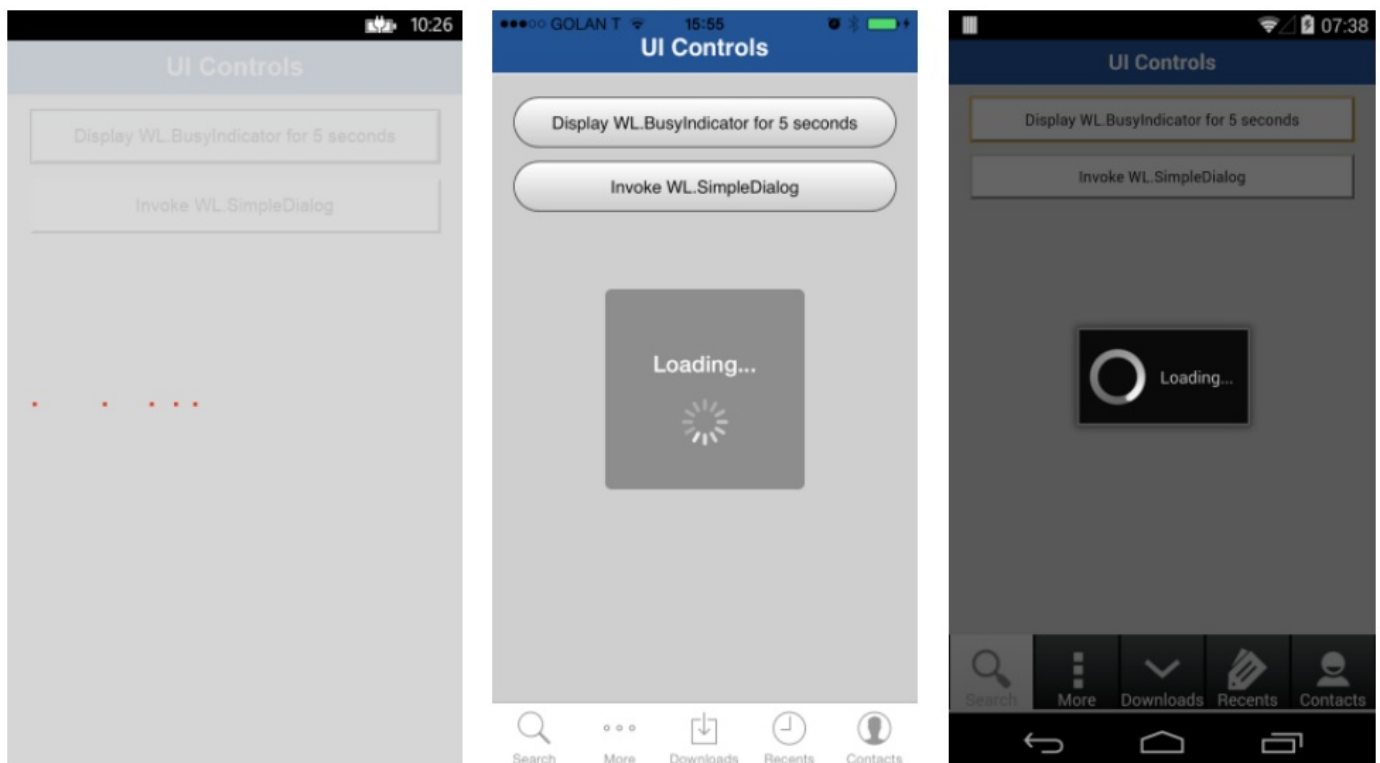 10:26
UI Controls
Display WL.BusyIndicator for 5 seconds
Invoke WL.SimpleDialog
GOLAN T 15:55
UI Controls
Display WL.BusyIndicator for 5 seconds
Invoke WL.SimpleDialog
Loading...
Search More Downloads Recents Contacts
07:38
UI Controls
Display WL.BusyIndicator for 5 seconds
Invoke WL.SimpleDialog
Loading...
Search More Downloads Recents Contacts